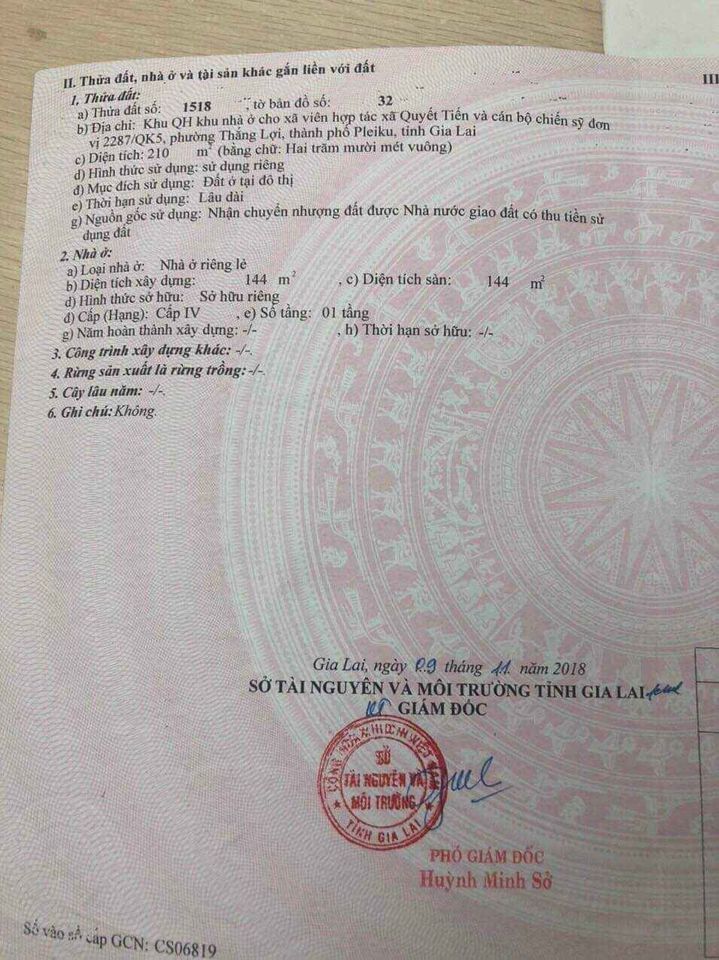 II. Thửa đất, nhà ở và tài sản khác gắn liền với đất
III
1. Thửa đất:
a) Thửa đất số: 1518 , tờ bản đồ số: 32
b) Địa chỉ: Khu QH khu nhà ở cho xã viên hợp tác xã Quyết Tiến và cán bộ chiến sỹ đơn
vị 2287/QK5, phường Thắng Lợi, thành phố Pleiku, tỉnh Gia Lai
c) Diện tích: 210 m² (bằng chữ: Hai trăm mười mét vuông)
d) Hình thức sử dụng: sử dụng riêng
đ) Mục đích sử dụng: Đất ở tại đô thị
e) Thời hạn sử dụng: Lâu dài
g) Nguồn gốc sử dụng: Nhận chuyển nhượng đất được Nhà nước giao đất có thu tiền sử
dụng đất
2. Nhà ở:
a) Loại nhà ở: Nhà ở riêng lẻ
b) Diện tích xây dựng: 144 m² , c) Diện tích sàn: 144 m²
d) Hình thức sở hữu: Sở hữu riêng
đ) Cấp (Hạng): Cấp IV , e) Số tầng: 01 tầng
g) Năm hoàn thành xây dựng: -/- , h) Thời hạn sở hữu: -/-
3. Công trình xây dựng khác: -/-.
4. Rừng sản xuất là rừng trồng: -/-.
5. Cây lâu năm: -/-.
6. Ghi chú: Không.
Gia Lai, ngày 09 tháng 11 năm 2018
SỞ TÀI NGUYÊN VÀ MÔI TRƯỜNG TỈNH GIA LAI
KT GIÁM ĐỐC
SỞ
TÀI NGUYÊN VÀ
MÔI TRƯỜNG
TỈNH GIA LAI
PHÓ GIÁM ĐỐC
Huỳnh Minh Sở
Số vào sổ cấp GCN: CS06819